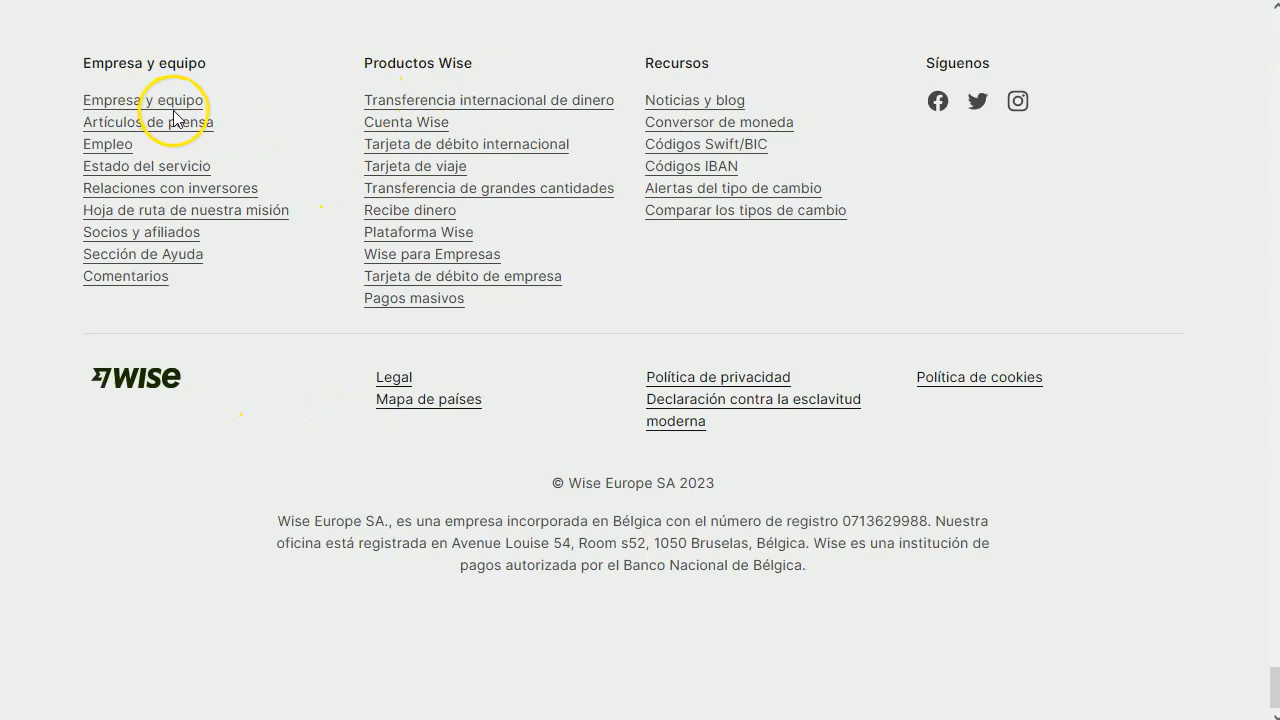 Empresa y equipo
Empresa y equipo
Artículos de prensa
Empleo
Estado del servicio
Relaciones con inversores
Hoja de ruta de nuestra misión
Socios y afiliados
Sección de Ayuda
Comentarios
Productos Wise
Transferencia internacional de dinero
Cuenta Wise
Tarjeta de débito internacional
Tarjeta de viaje
Transferencia de grandes cantidades
Recibe dinero
Plataforma Wise
Wise para Empresas
Tarjeta de débito de empresa
Pagos masivos
Recursos
Noticias y blog
Conversor de moneda
Códigos Swift/BIC
Códigos IBAN
Alertas del tipo de cambio
Comparar los tipos de cambio
Síguenos
WISE
Legal
Mapa de países
Política de privacidad
Declaración contra la esclavitud
moderna
Política de cookies
© Wise Europe SA 2023
Wise Europe SA., es una empresa incorporada en Bélgica con el número de registro 0713629988. Nuestra
oficina está registrada en Avenue Louise 54, Room s52, 1050 Bruselas, Bélgica. Wise es una institución de
pagos autorizada por el Banco Nacional de Bélgica.